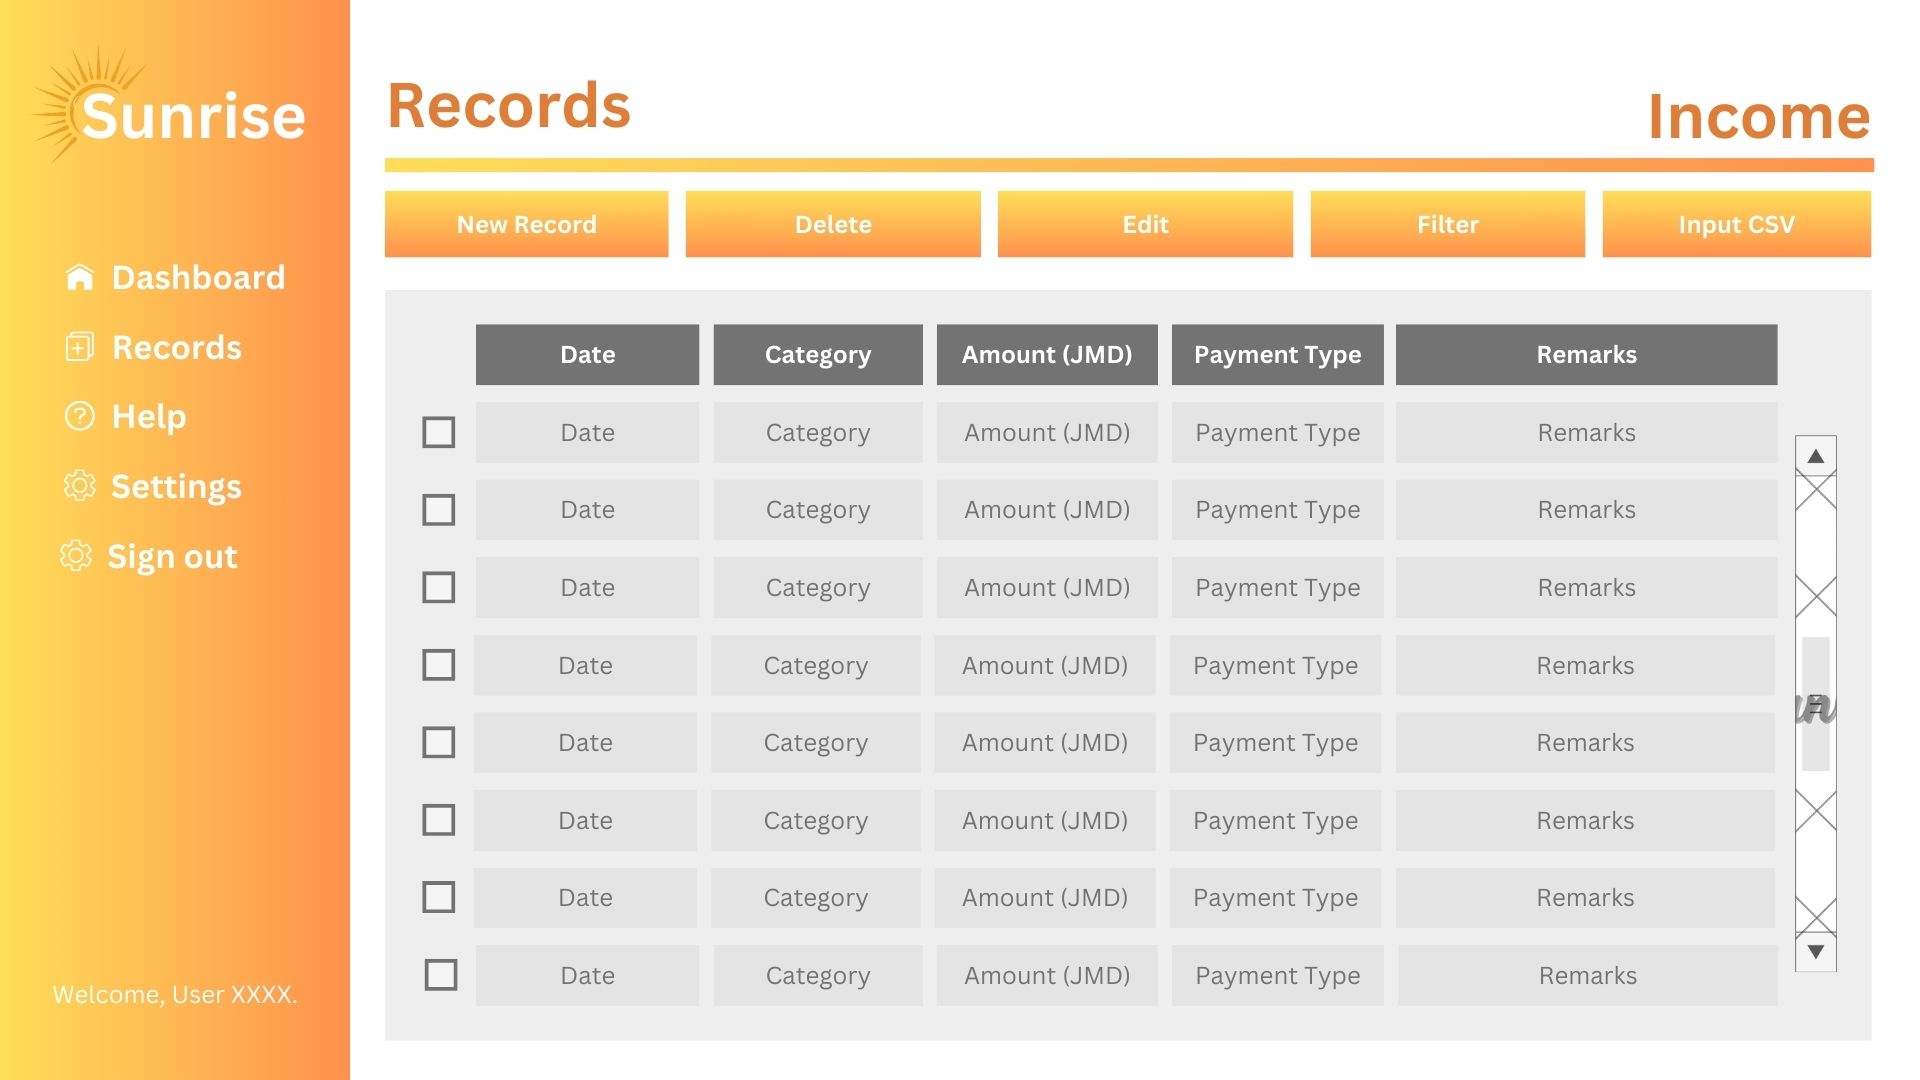 Sunrise
Dashboard
Records
Help
Settings
Sign out
Welcome, User XXXX.
Records
Income
New Record Delete Edit Filter Input CSV
Date Category Amount (JMD) Payment Type Remarks
Date Category Amount (JMD) Payment Type Remarks
Date Category Amount (JMD) Payment Type Remarks
Date Category Amount (JMD) Payment Type Remarks
Date Category Amount (JMD) Payment Type Remarks
Date Category Amount (JMD) Payment Type Remarks
Date Category Amount (JMD) Payment Type Remarks
Date Category Amount (JMD) Payment Type Remarks
Date Category Amount (JMD) Payment Type Remarks